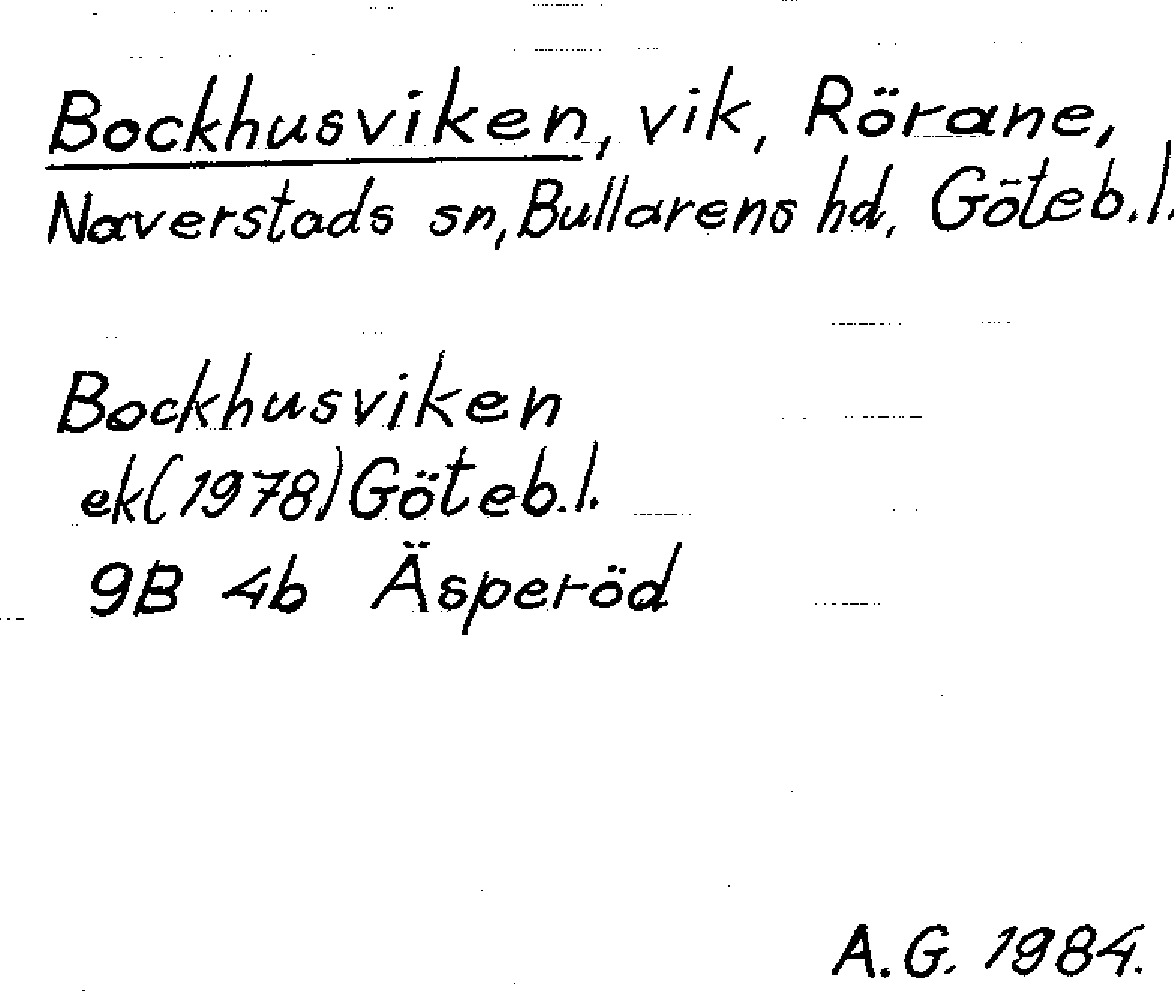 Bockhusviken, vik, Rörane,
Naverstads sn, Bullarens hd, Göteb.l.
Bockhusviken
ek(1978) Göteb.l.
9B 4b Äsperöd
A.G. 1984.